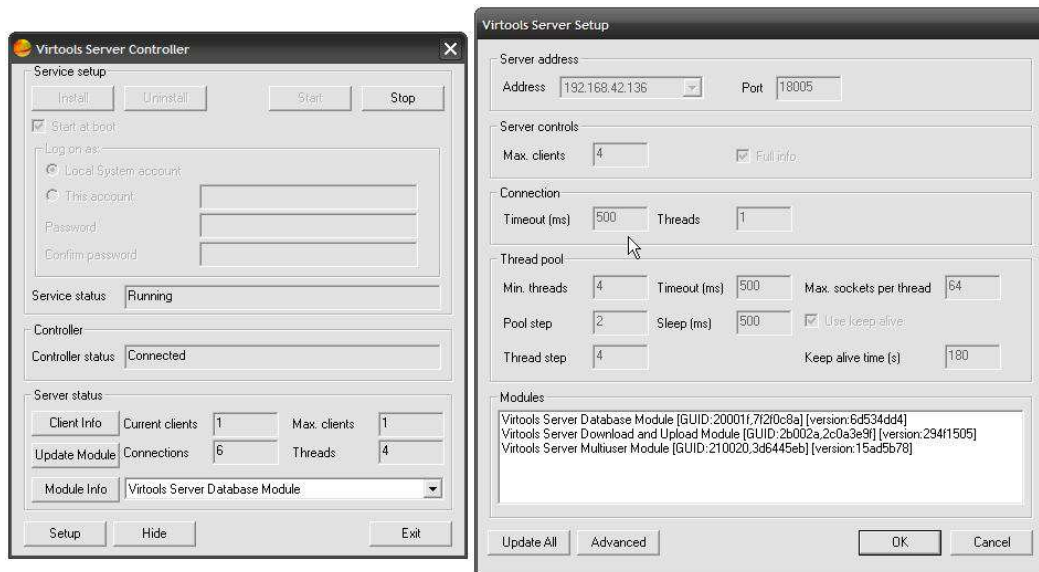 Virtools Server Controller
Service setup
Install Uninstall Start Stop
Start at boot
Log on as:
Local System account
This account
Password
Confirm password
Service status Running
Controller
Controller status Connected
Server status
Client Info Current clients 1 Max. clients 1
Update Module Connections 6 Threads 4
Module Info Virtools Server Database Module
Setup Hide Exit
Virtools Server Setup
Server address
Address 192.168.42.136 Port 18005
Server controls
Max. clients 4 Full info
Connection
Timeout (ms) 500 Threads 1
Thread pool
Min. threads 4 Timeout (ms) 500 Max. sockets per thread 64
Pool step 2 Sleep (ms) 500 Use keep alive
Thread step 4 Keep alive time (s) 180
Modules
Virtools Server Database Module [GUID:20001f,7f2f0c8a] [version:6d534dd4]
Virtools Server Download and Upload Module [GUID:2b002a,2c0a3e9f] [version:294f1505]
Virtools Server Multiuser Module [GUID:210020,3d6445eb] [version:15ad5b78]
Update All Advanced OK Cancel